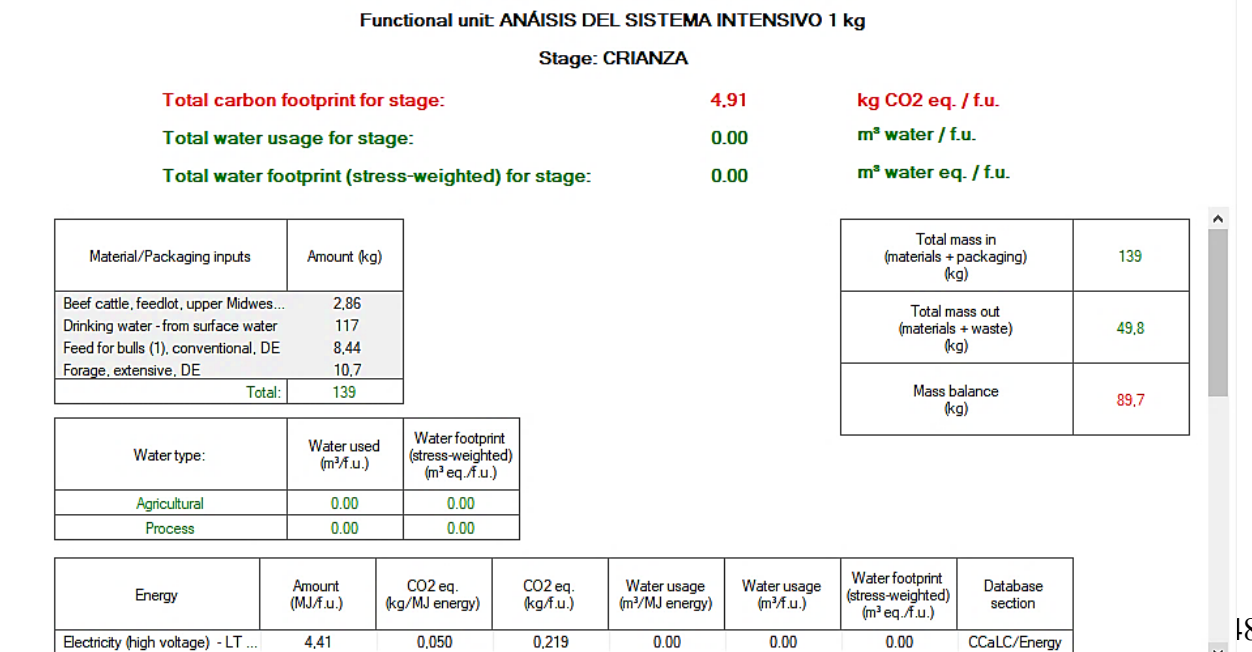 Functional unit: ANÁISIS DEL SISTEMA INTENSIVO 1 kg
Stage: CRIANZA
Total carbon footprint for stage: 4,91 kg CO2 eq. / f.u.
Total water usage for stage: 0.00 m³ water / f.u.
Total water footprint (stress-weighted) for stage: 0.00 m³ water eq. / f.u.
Material/Packaging inputs Amount (kg)
Beef cattle, feedlot, upper Midwes... 2,86
Drinking water - from surface water 117
Feed for bulls (1), conventional, DE 8,44
Forage, extensive, DE 10,7
Total: 139
Total mass in
(materials + packaging)
(kg)
139
Total mass out
(materials + waste)
(kg)
49,8
Mass balance
(kg)
89,7
Water type:
Water used
(m³/f.u.)
Water footprint
(stress-weighted)
(m³ eq./f.u.)
Agricultural 0.00 0.00
Process 0.00 0.00
Energy
Amount
(MJ/f.u.)
CO2 eq.
(kg/MJ energy)
CO2 eq.
(kg/f.u.)
Water usage
(m³/MJ energy)
Water usage
(m³/f.u.)
Water footprint
(stress-weighted)
(m³ eq./f.u.)
Database
section
Electricity (high voltage) - LT ... 4,41 0,050 0,219 0.00 0.00 0.00 CCaLC/Energy